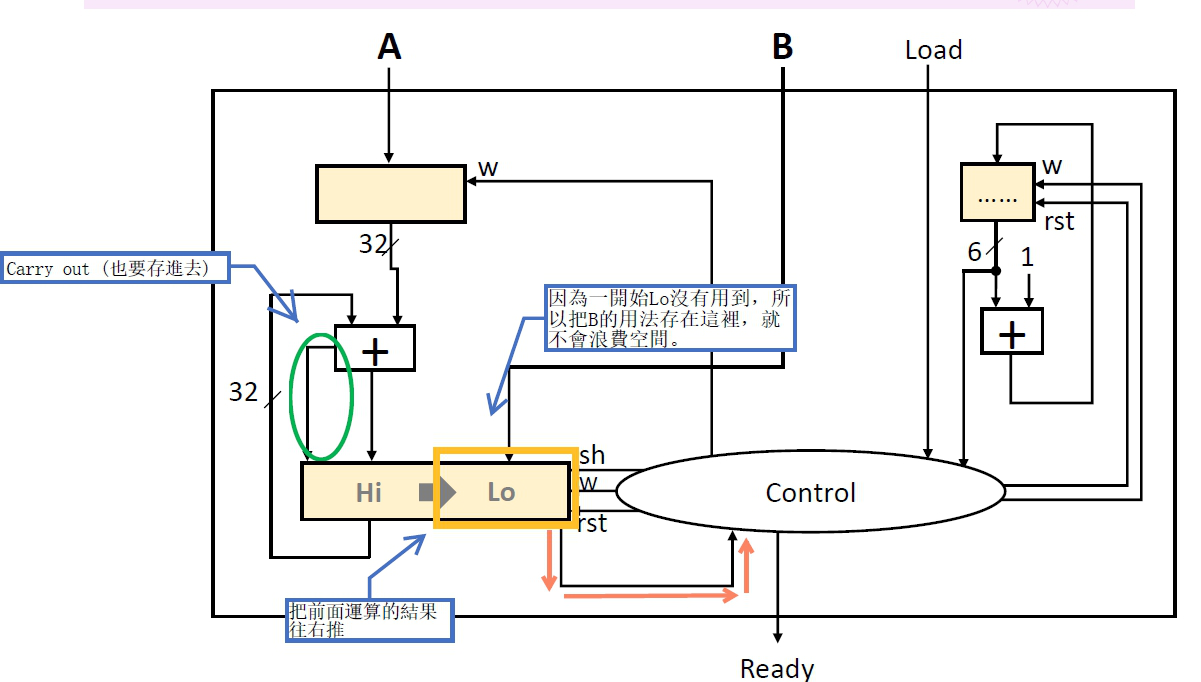 A
B
Load
w
w
……
rst
32
6
1
Carry out (也要存進去)
因為一開始Lo沒有用到，所
以把B的用法存在這裡，就
不會浪費空間。
+
+
32
sh
Hi
Lo
w
Control
rst
把前面運算的結果
往右推
Ready